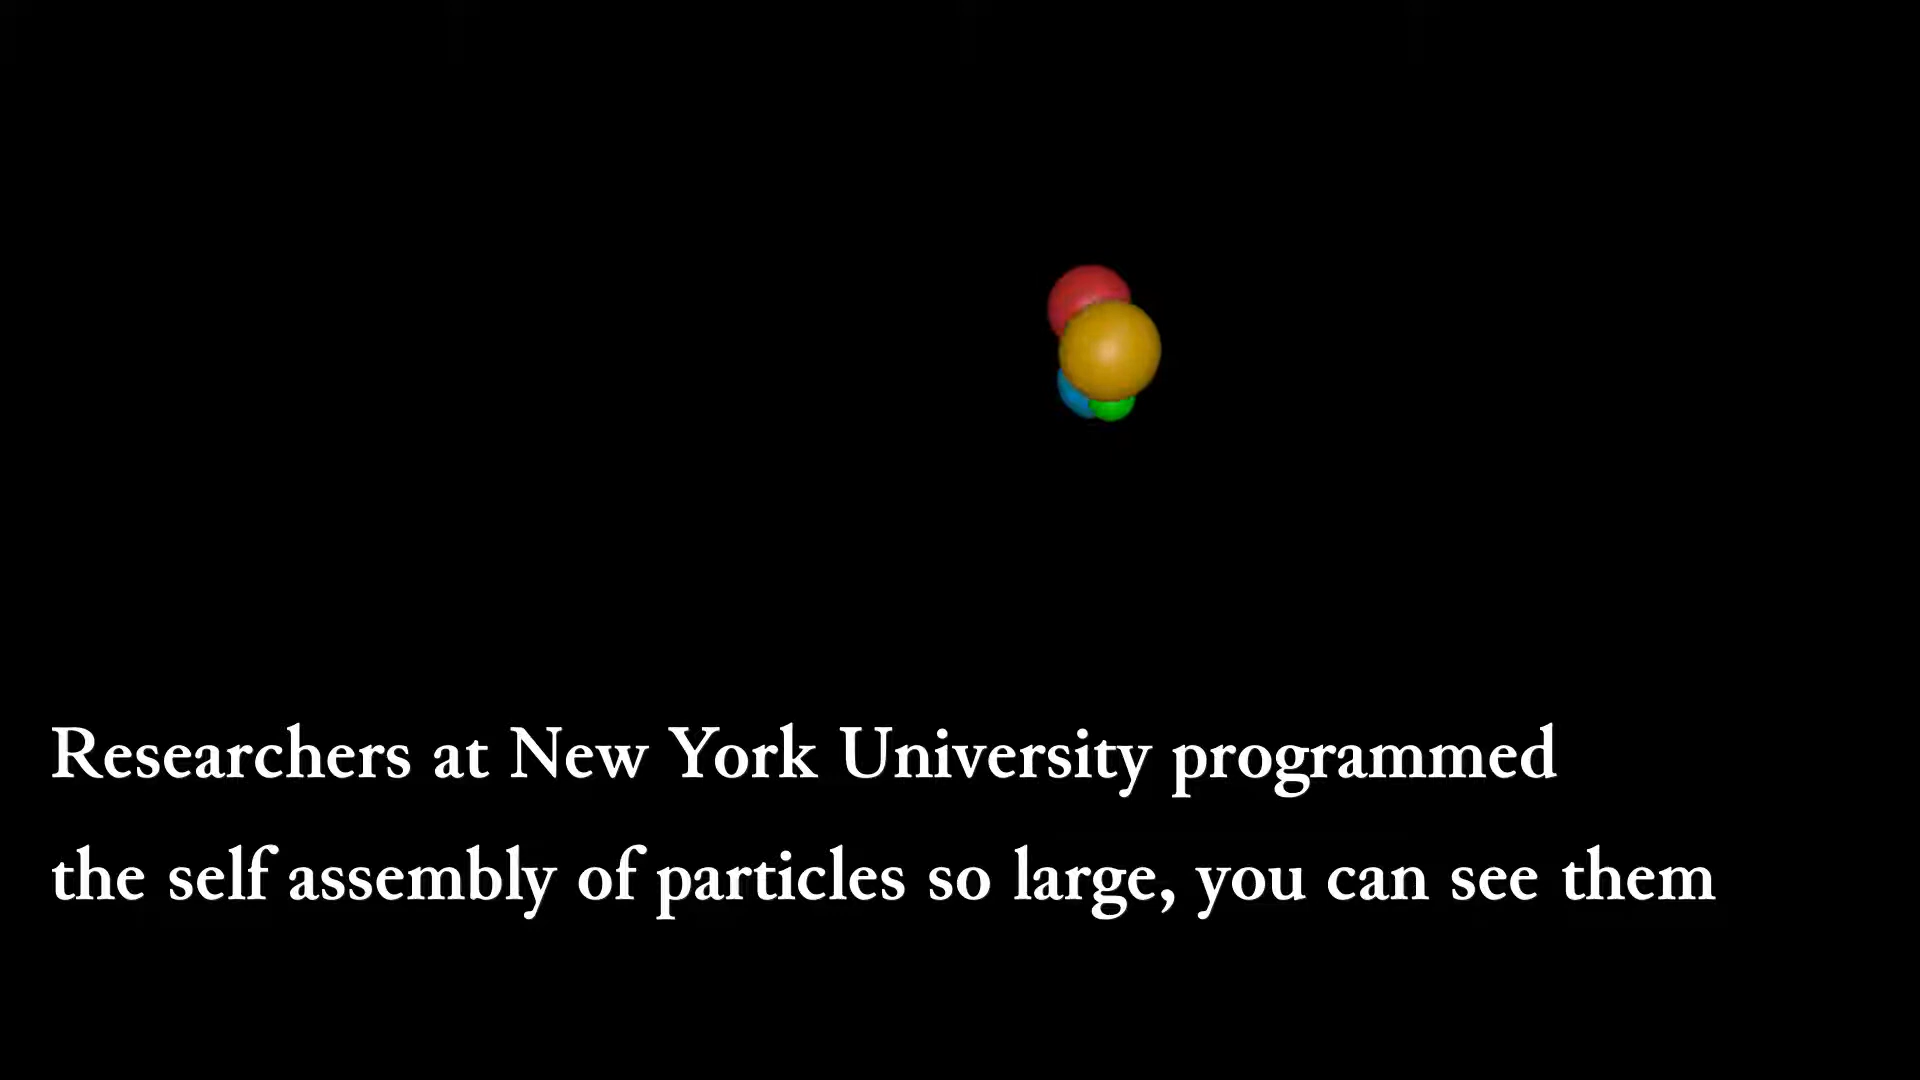 Researchers at New York University programmed
the self assembly of particles so large, you can see them